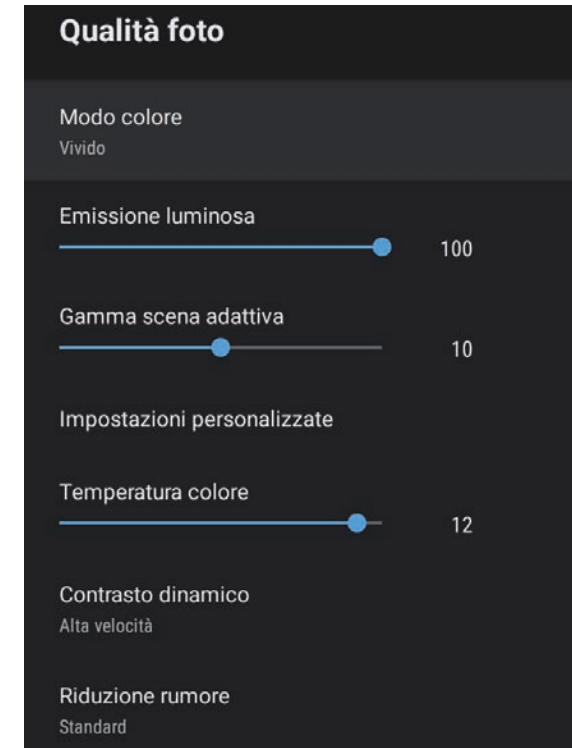 Qualità foto
Modo colore
Vivido
Emissione luminosa
100
Gamma scena adattiva
10
Impostazioni personalizzate
Temperatura colore
12
Contrasto dinamico
Alta velocità
Riduzione rumore
Standard